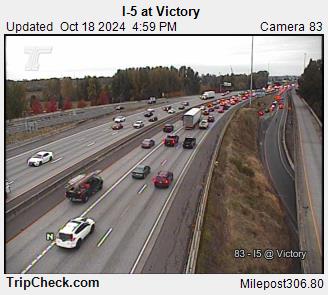 I-5 at Victory
Updated Oct 18 2024 4:59 PM
Camera 83
N
83 - I5 @ Victory
TripCheck.com
Milepost306.80